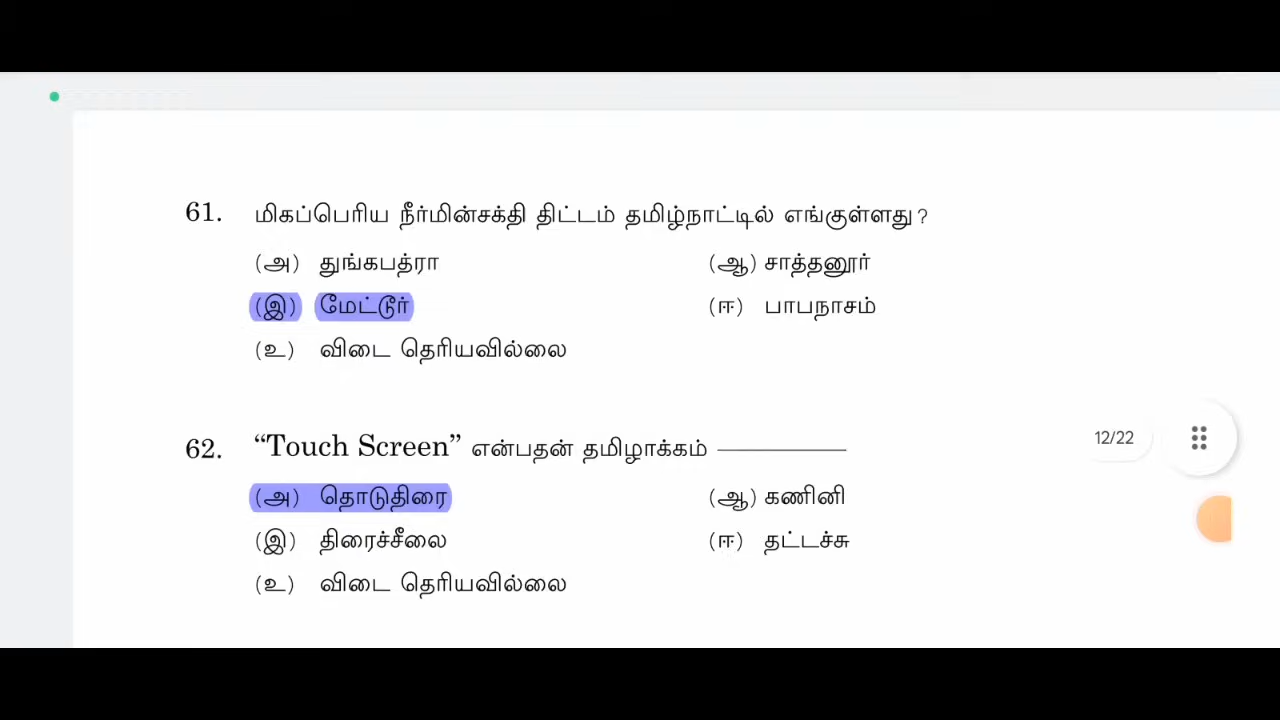 61. மிகப்பெரிய நீர்மின்சக்தி திட்டம் தமிழ்நாட்டில் எங்குள்ளது?
(அ) துங்கபத்ரா (ஆ) சாத்தனூர்
(இ) மேட்டூர் (ஈ) பாபநாசம்
(உ) விடை தெரியவில்லை
62. “Touch Screen” என்பதன் தமிழாக்கம் ————
12/22
(அ) தொடுதிரை (ஆ) கணினி
(இ) திரைச்சீலை (ஈ) தட்டச்சு
(உ) விடை தெரியவில்லை